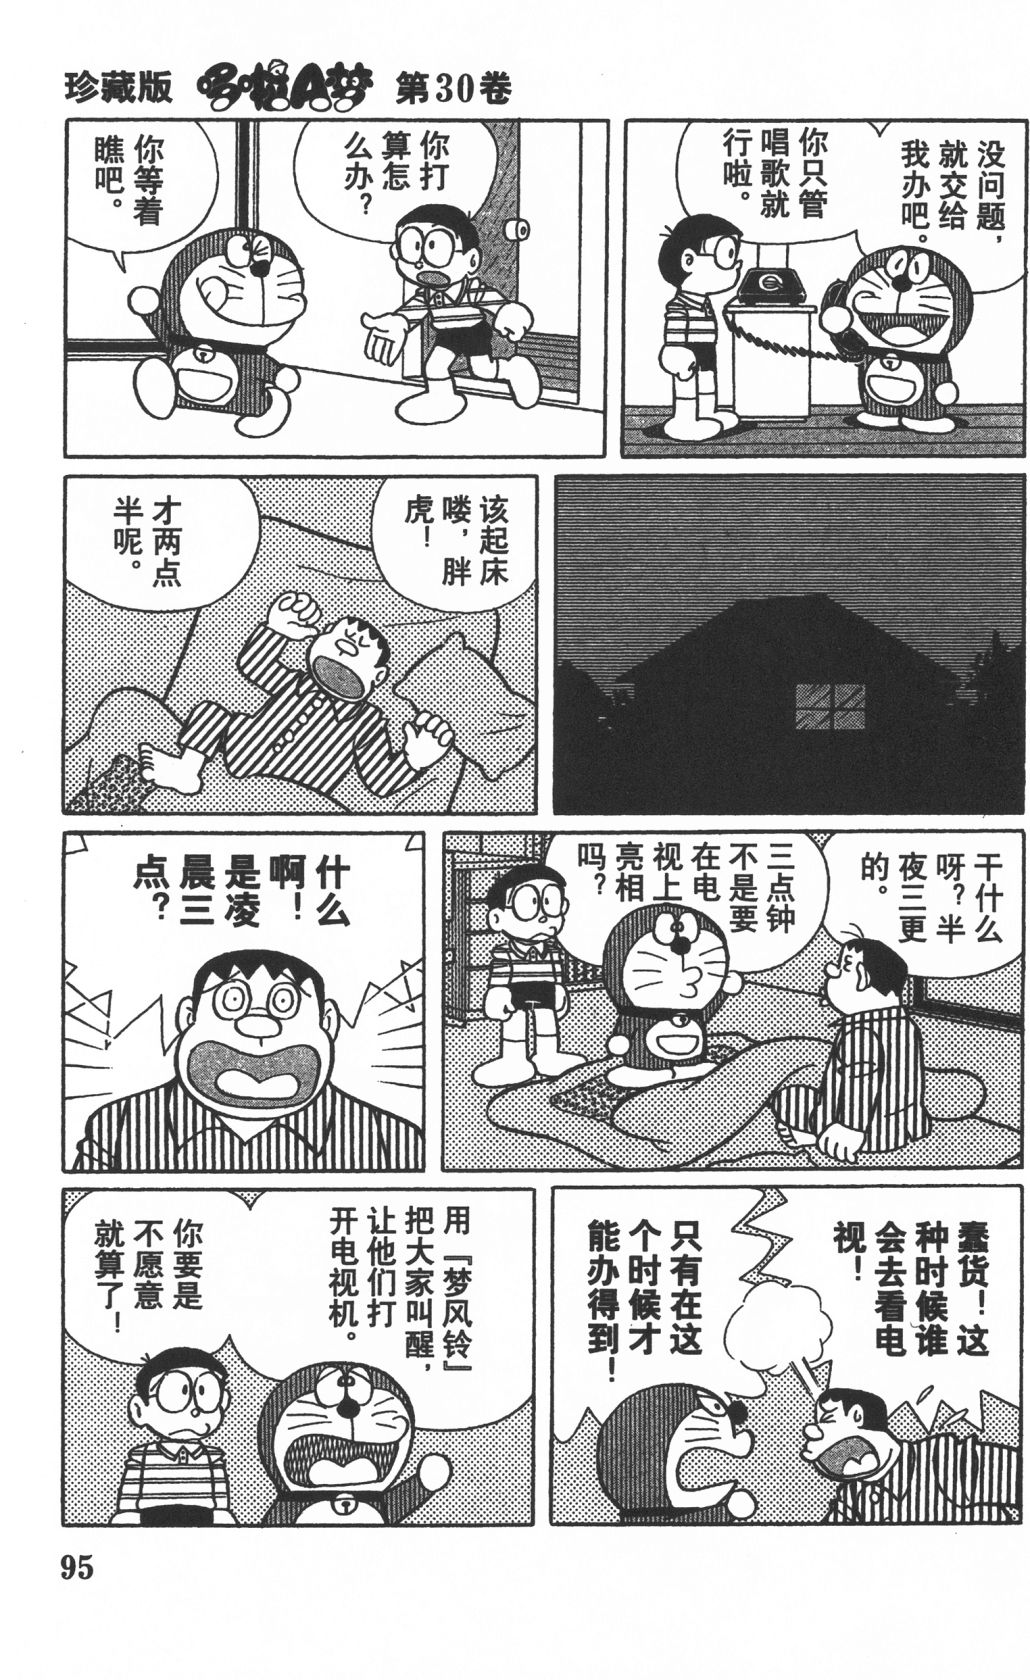 珍藏版 哆啦A梦 第30卷
没问题，
就交给
我办吧。
你只管
唱歌就
行啦。
你打
算怎
么办？
你等着
瞧吧。
该起床
喽，胖
虎！
才两点
半呢。
干什么
呀？半
夜三更
的。
三点钟
不是要
在电
视上
亮相
吗？
什么
啊！
是凌
晨三
点？
蠢货！这
种时候谁
会去看电
视！
只有在这
个时候才
能办得到！
用『梦风铃』
把大家叫醒，
让他们打
开电视机。
你要是
不愿意
就算了！
95